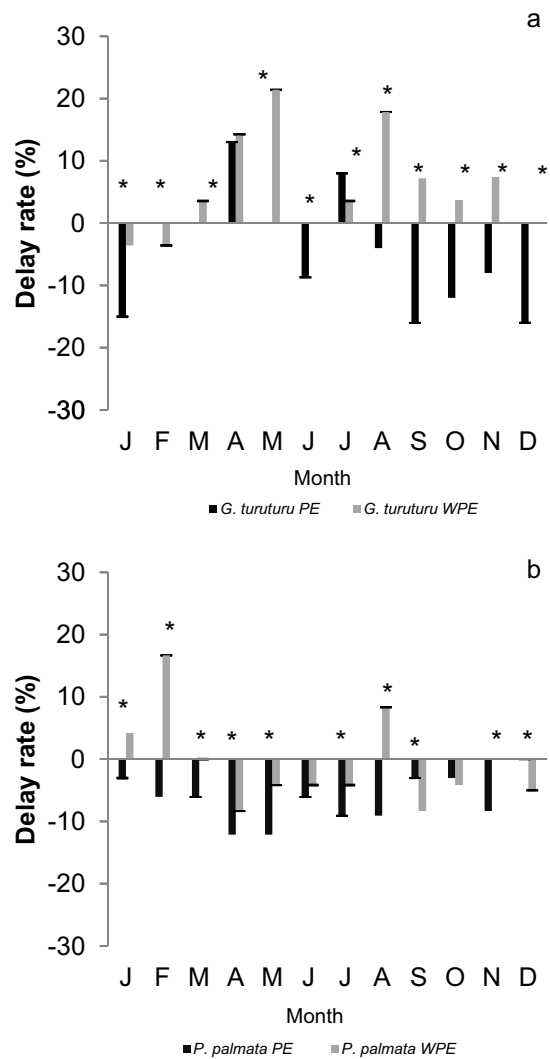 a
30
*
*
20
*
* * * * * * * *
10
0
-10
-20
-30
Delay rate (%)
J F M A M J J A S O N D
Month
G. turuturu PE G. turuturu WPE
b
30
20
*
10
*
*
* * * * * * *
0
-10
-20
-30
Delay rate (%)
J F M A M J J A S O N D
Month
P. palmata PE P. palmata WPE